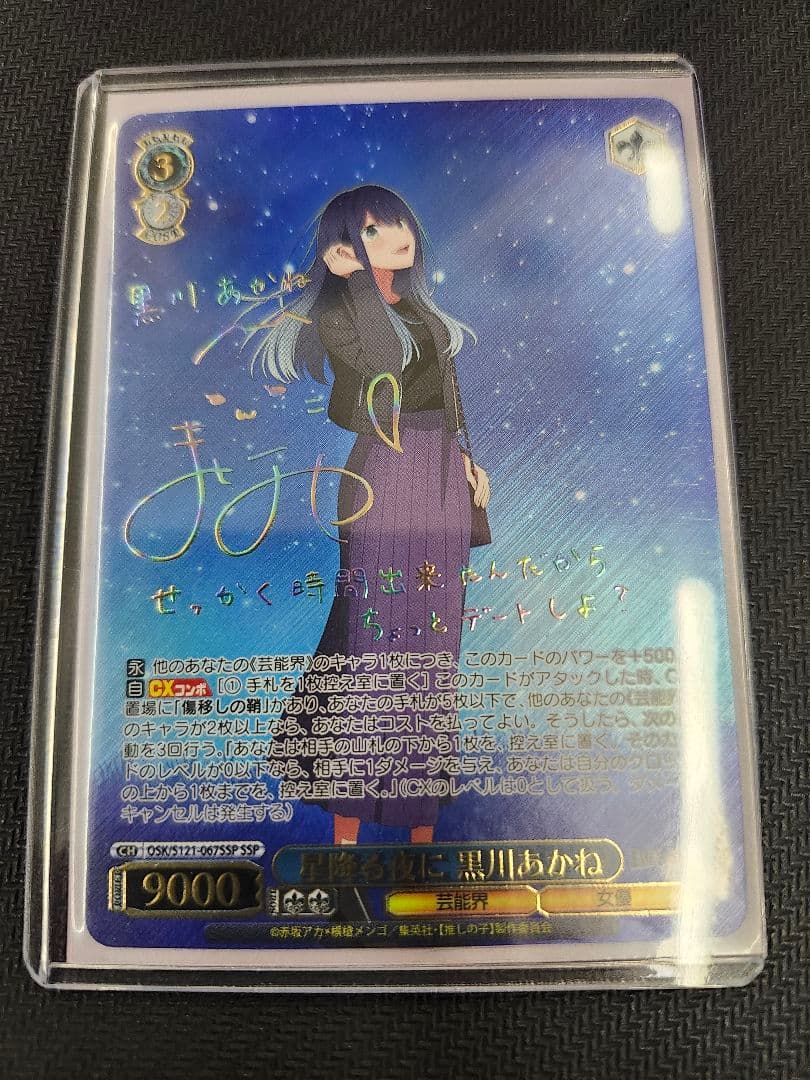 3
2
COST
黒川あかね
せっかく時間出来たんだから
ちょっとデートしよ?
永 他のあなたの《芸能界》のキャラ1枚につき、このカードのパワーを+500。
自 CXコンボ [① 手札を1枚控え室に置く] このカードがアタックした時、C
置場に「傷移しの鞘」があり、あなたの手札が5枚以下で、他のあなたの《芸能
のキャラが2枚以上なら、あなたはコストを払ってよい。そうしたら、次の
動を3回行う。『あなたは相手の山札の下から1枚を、控え室に置く。そのカ
ドのレベルが0以下なら、相手に1ダメージを与え、あなたは自分のクロッ
の上から1枚までを、控え室に置く。』(CXのレベルは0として扱う。ダメー
キャンセルは発生する)
CH OSK/S121-067SSP SSP
星降る夜に 黒川あかね
9000
芸能界 女優
©赤坂アカ×横槍メンゴ/集英社・【推しの子】製作委員会